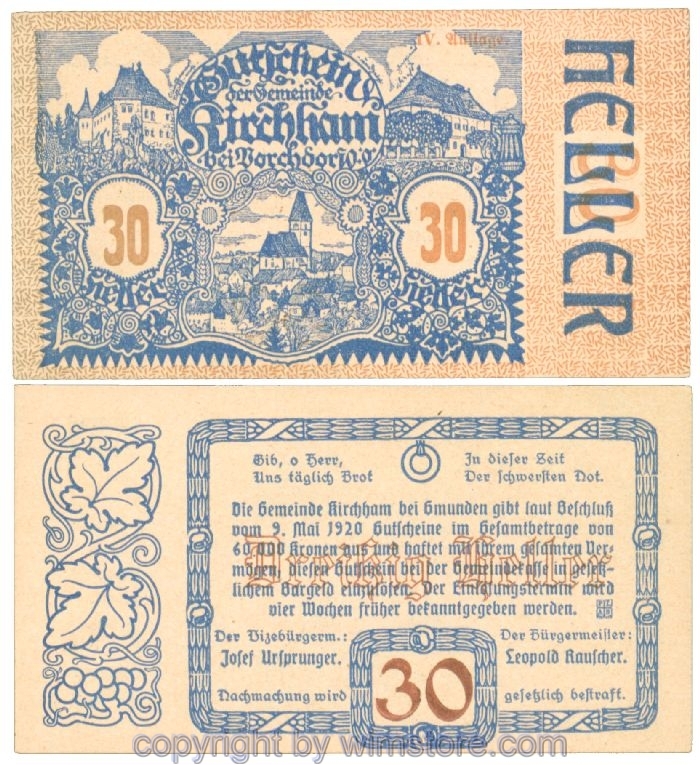 IV. Auflage.
Gutschein
der Gemeinde
Kirchham
bei Vorchdorf O.Ö.
30
Heller
30
Heller
HELLER
30
Gib, o Herr,
Uns täglich Brot
In dieser Zeit
Der schwersten Not.
Die Gemeinde Kirchham bei Gmunden gibt laut Beschluß
vom 9. Mai 1920 Gutscheine im Gesamtbetrage von
60.000 Kronen aus und haftet mit ihrem gesamten Ver-
mögen, diesen Gutschein bei der Gemeindekasse in gesetz-
lichem Bargeld einzulösen. Der Einlösungstermin wird
vier Wochen früher bekanntgegeben werden.
Dreißig Heller
Der Vizebürgerm.:
Josef Ursprunger.
Der Bürgermeister:
Leopold Rauscher.
Nachmachung wird
30
gesetzlich bestraft.
copyright by wimstore.com